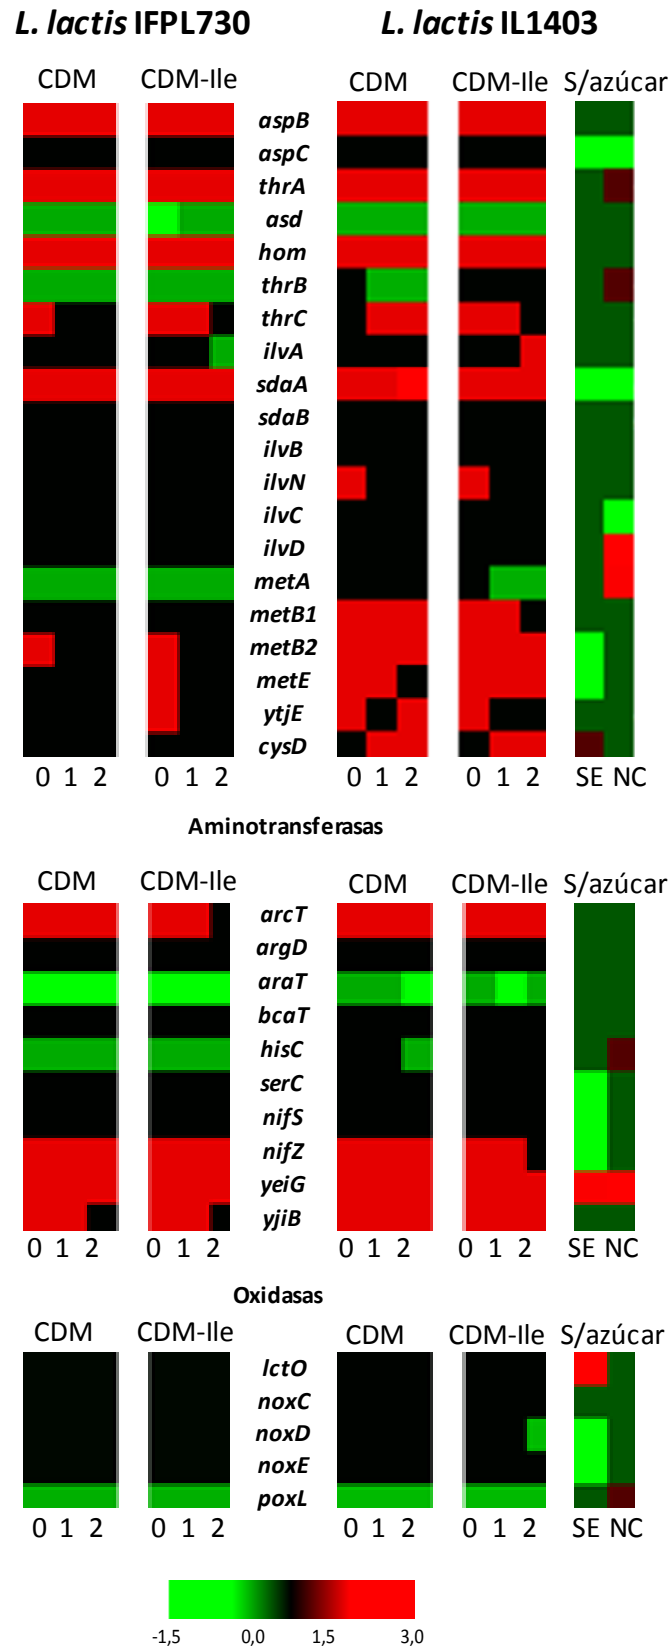 L. lactis IFPL730 L. lactis IL1403
CDM CDM-Ile CDM CDM-Ile S/azúcar
aspB
aspC
thrA
asd
hom
thrB
thrC
ilvA
sdaA
sdaB
ilvB
ilvN
ilvC
ilvD
metA
metB1
metB2
metE
ytjE
cysD
0 1 2 0 1 2 0 1 2 0 1 2 SE NC
Aminotransferasas
CDM CDM-Ile CDM CDM-Ile S/azúcar
arcT
argD
araT
bcaT
hisC
serC
nifS
nifZ
yeiG
yjiB
0 1 2 0 1 2 0 1 2 0 1 2 SE NC
Oxidasas
CDM CDM-Ile CDM CDM-Ile S/azúcar
lctO
noxC
noxD
noxE
poxL
0 1 2 0 1 2 0 1 2 0 1 2 SE NC
-1,5 0,0 1,5 3,0